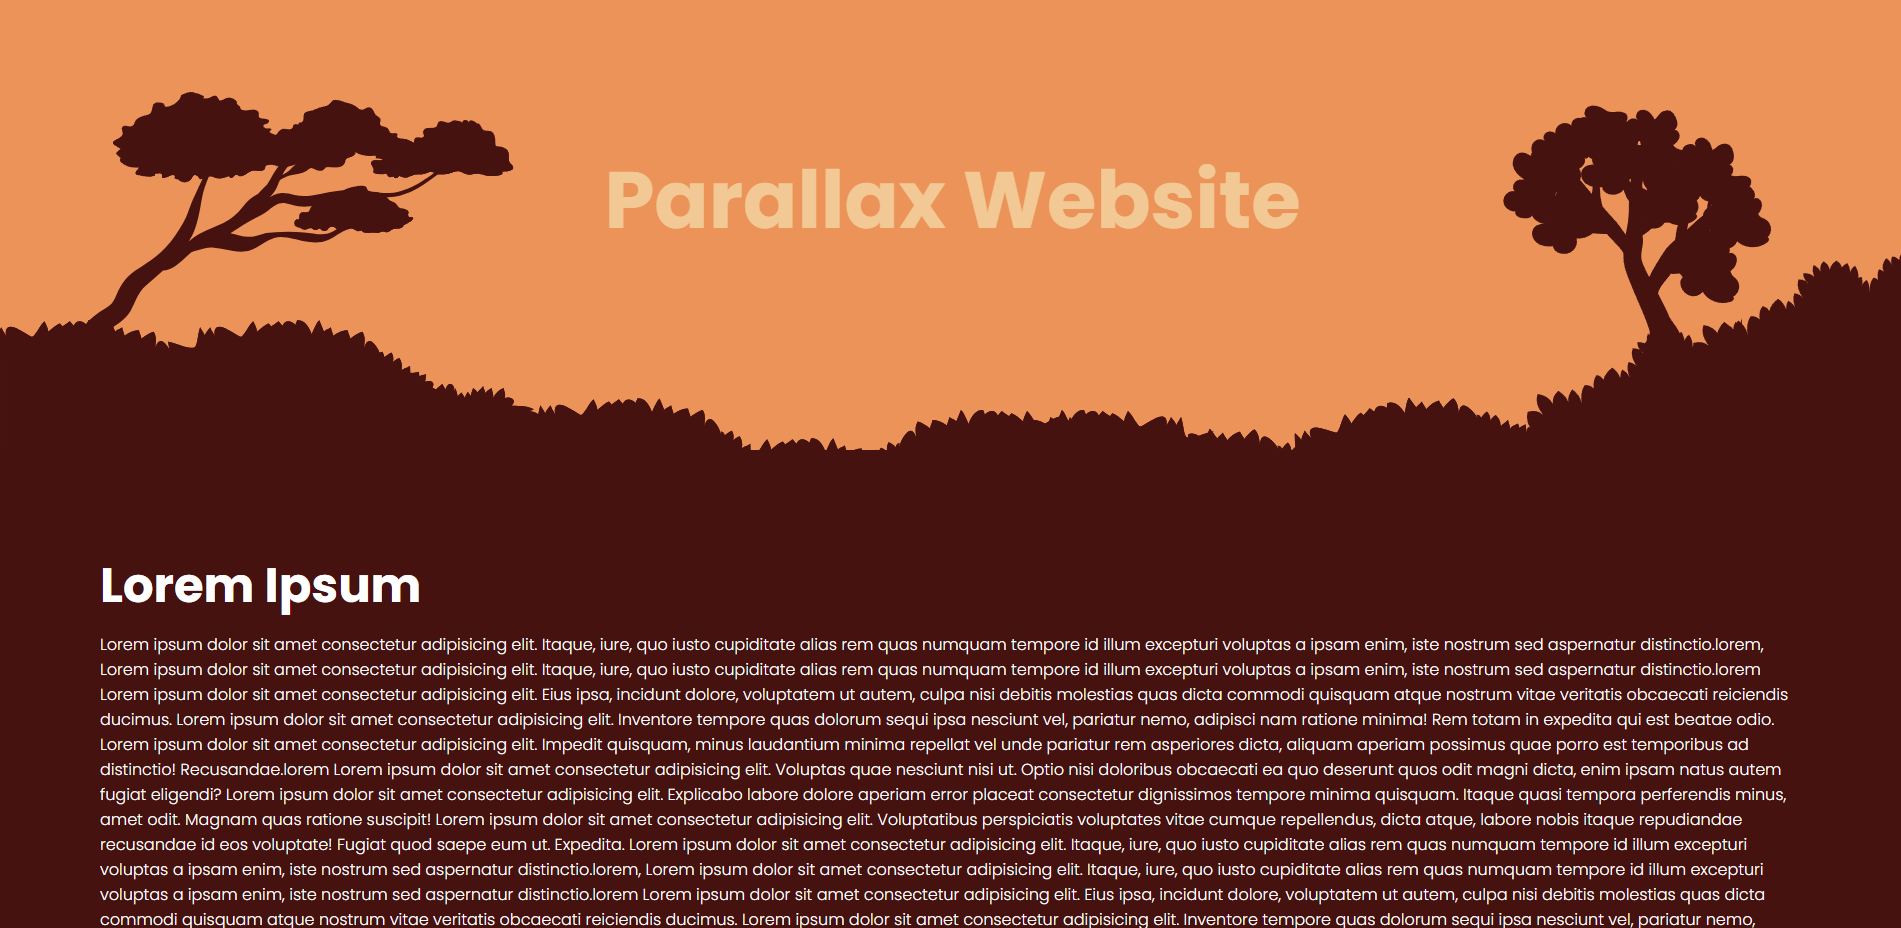 Parallax Website
Lorem Ipsum
Lorem ipsum dolor sit amet consectetur adipisicing elit. Itaque, iure, quo iusto cupiditate alias rem quas numquam tempore id illum excepturi voluptas a ipsam enim, iste nostrum sed aspernatur distinctio.lorem,
Lorem ipsum dolor sit amet consectetur adipisicing elit. Itaque, iure, quo iusto cupiditate alias rem quas numquam tempore id illum excepturi voluptas a ipsam enim, iste nostrum sed aspernatur distinctio.lorem
Lorem ipsum dolor sit amet consectetur adipisicing elit. Eius ipsa, incidunt dolore, voluptatem ut autem, culpa nisi debitis molestias quas dicta commodi quisquam atque nostrum vitae veritatis obcaecati reiciendis
ducimus. Lorem ipsum dolor sit amet consectetur adipisicing elit. Inventore tempore quas dolorum sequi ipsa nesciunt vel, pariatur nemo, adipisci nam ratione minima! Rem totam in expedita qui est beatae odio.
Lorem ipsum dolor sit amet consectetur adipisicing elit. Impedit quisquam, minus laudantium minima repellat vel unde pariatur rem asperiores dicta, aliquam aperiam possimus quae porro est temporibus ad
distinctio! Recusandae.lorem Lorem ipsum dolor sit amet consectetur adipisicing elit. Voluptas quae nesciunt nisi ut. Optio nisi doloribus obcaecati ea quo deserunt quos odit magni dicta, enim ipsam natus autem
fugiat eligendi? Lorem ipsum dolor sit amet consectetur adipisicing elit. Explicabo labore dolore aperiam error placeat consectetur dignissimos tempore minima quisquam. Itaque quasi tempora perferendis minus,
amet odit. Magnam quas ratione suscipit! Lorem ipsum dolor sit amet consectetur adipisicing elit. Voluptatibus perspiciatis voluptates vitae cumque repellendus, dicta atque, labore nobis itaque repudiandae
recusandae id eos voluptate! Fugiat quod saepe eum ut. Expedita. Lorem ipsum dolor sit amet consectetur adipisicing elit. Itaque, iure, quo iusto cupiditate alias rem quas numquam tempore id illum excepturi
voluptas a ipsam enim, iste nostrum sed aspernatur distinctio.lorem, Lorem ipsum dolor sit amet consectetur adipisicing elit. Itaque, iure, quo iusto cupiditate alias rem quas numquam tempore id illum excepturi
voluptas a ipsam enim, iste nostrum sed aspernatur distinctio.lorem Lorem ipsum dolor sit amet consectetur adipisicing elit. Eius ipsa, incidunt dolore, voluptatem ut autem, culpa nisi debitis molestias quas dicta
commodi quisquam atque nostrum vitae veritatis obcaecati reiciendis ducimus. Lorem ipsum dolor sit amet consectetur adipisicing elit. Inventore tempore quas dolorum sequi ipsa nesciunt vel, pariatur nemo,